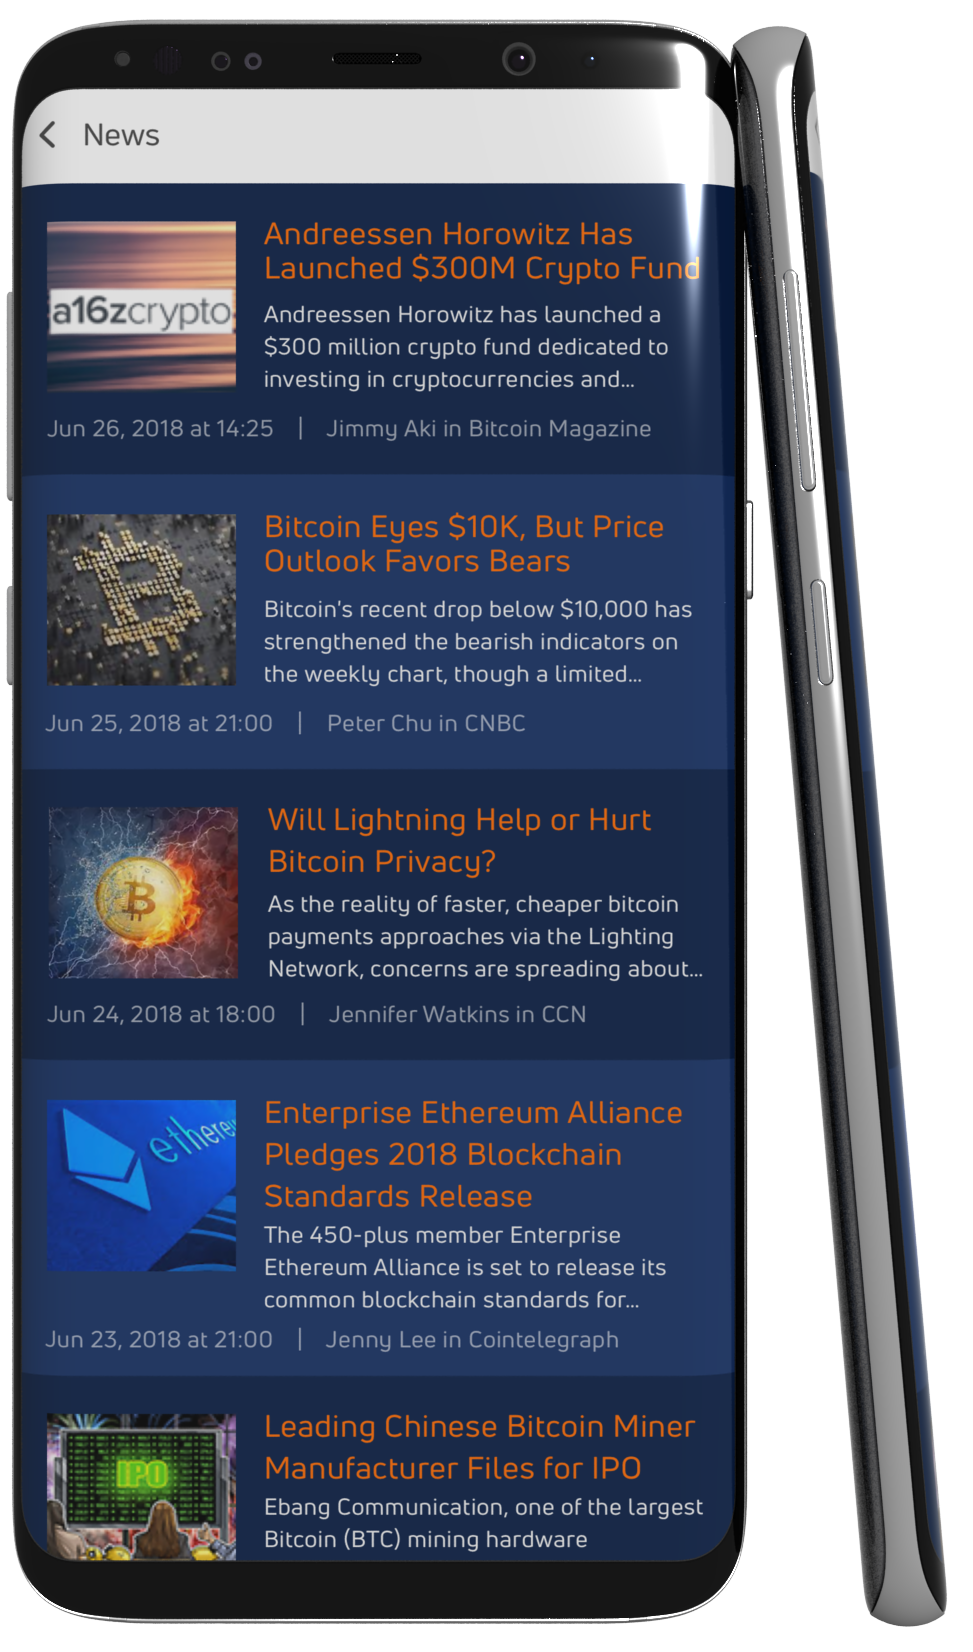 News
Andreessen Horowitz Has
Launched $300M Crypto Fund
a16zcrypto
Andreessen Horowitz has launched a
$300 million crypto fund dedicated to
investing in cryptocurrencies and...
Jun 26, 2018 at 14:25 | Jimmy Aki in Bitcoin Magazine
Bitcoin Eyes $10K, But Price
Outlook Favors Bears
Bitcoin's recent drop below $10,000 has
strengthened the bearish indicators on
the weekly chart, though a limited...
Jun 25, 2018 at 21:00 | Peter Chu in CNBC
Will Lightning Help or Hurt
Bitcoin Privacy?
As the reality of faster, cheaper bitcoin
payments approaches via the Lighting
Network, concerns are spreading about...
Jun 24, 2018 at 18:00 | Jennifer Watkins in CCN
Enterprise Ethereum Alliance
Pledges 2018 Blockchain
Standards Release
ethereu
The 450-plus member Enterprise
Ethereum Alliance is set to release its
common blockchain standards for...
Jun 23, 2018 at 21:00 | Jenny Lee in Cointelegraph
Leading Chinese Bitcoin Miner
Manufacturer Files for IPO
IPO
Ebang Communication, one of the largest
Bitcoin (BTC) mining hardware